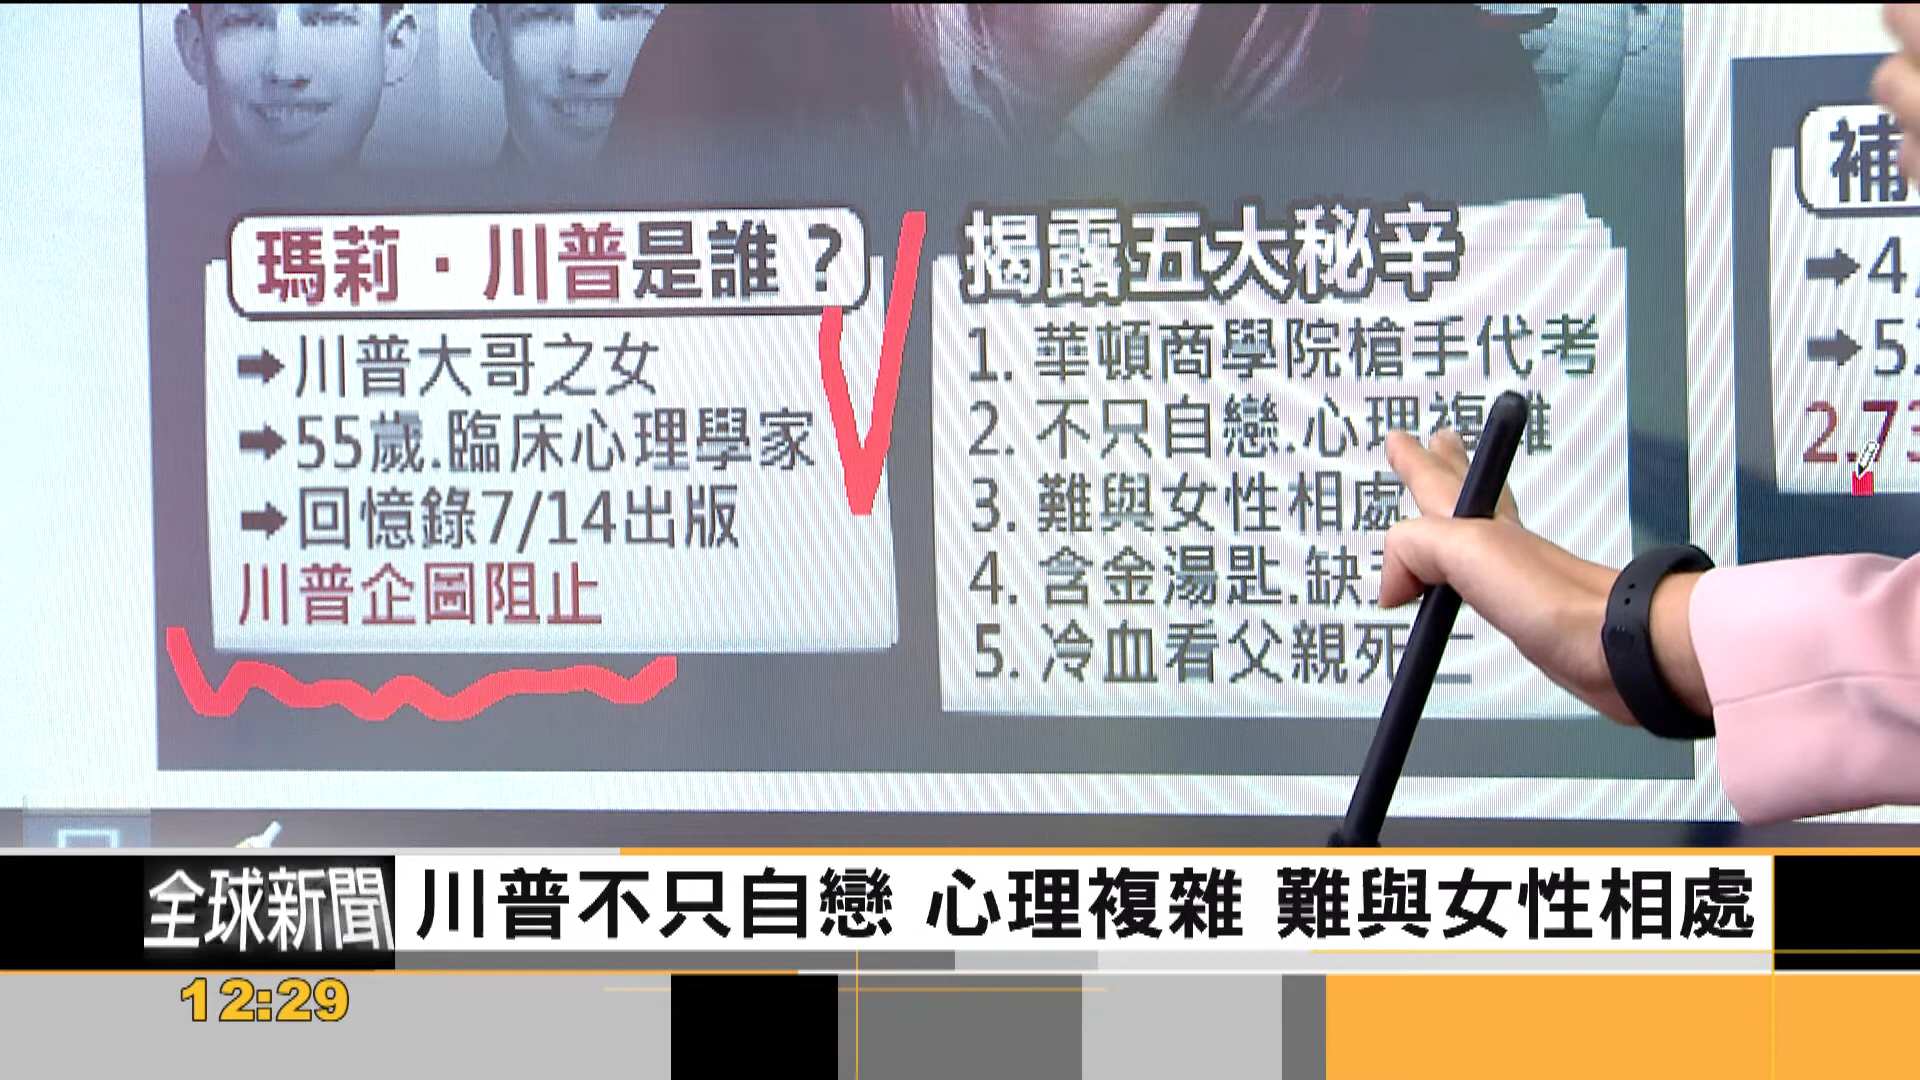 瑪莉·川普是誰？
➡川普大哥之女
➡55歲.臨床心理學家
➡回憶錄7/14出版
川普企圖阻止
揭露五大秘辛
1. 華頓商學院槍手代考
2. 不只自戀.心理複雜
3. 難與女性相處
4. 含金湯匙.缺
5. 冷血看父親死亡
補
➡4
➡5
2.73
全球新聞
川普不只自戀 心理複雜 難與女性相處
12:29